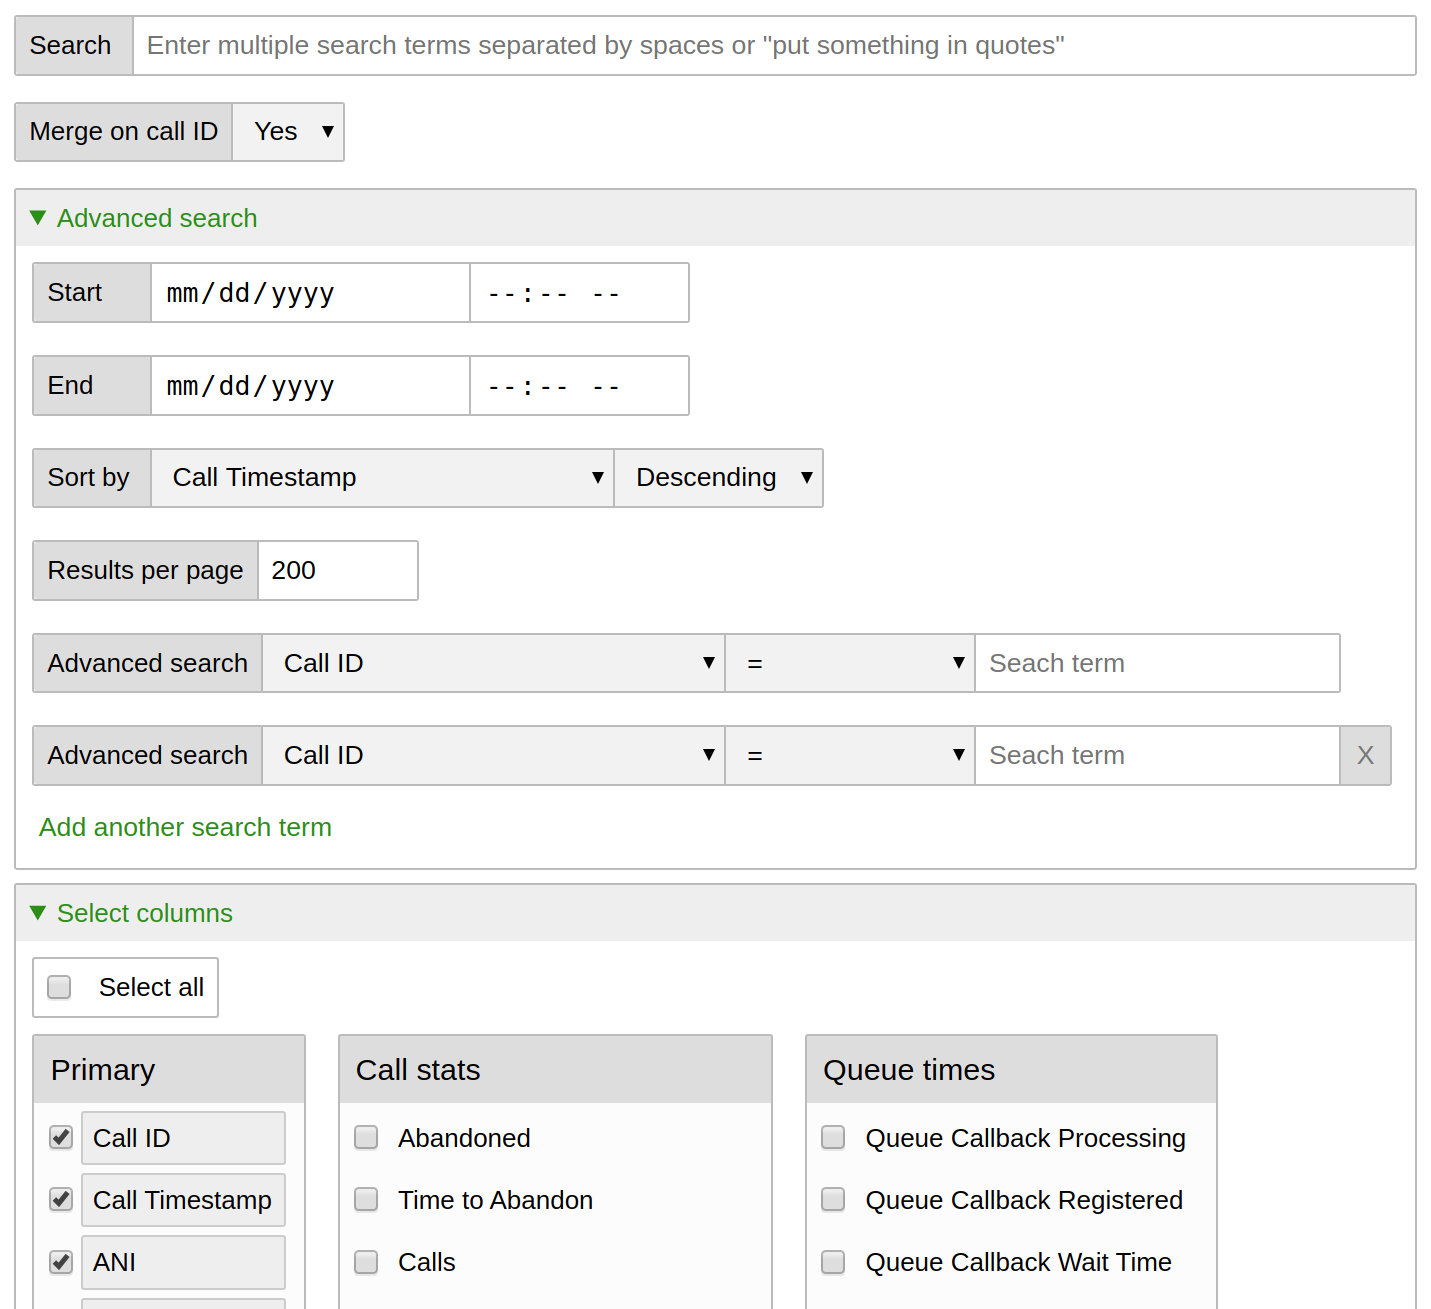 Search Enter multiple search terms separated by spaces or "put something in quotes"
Merge on call ID Yes
Advanced search
Start mm/dd/yyyy --:-- --
End mm/dd/yyyy --:-- --
Sort by Call Timestamp Descending
Results per page 200
Advanced search Call ID = Seach term
Advanced search Call ID = Seach term X
Add another search term
Select columns
Select all
Primary
Call ID
Call Timestamp
ANI
Call stats
Abandoned
Time to Abandon
Calls
Queue times
Queue Callback Processing
Queue Callback Registered
Queue Callback Wait Time